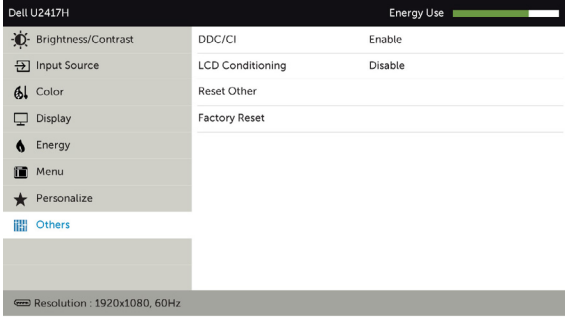 Dell U2417H Energy Use
Brightness/Contrast DDC/CI Enable
Input Source LCD Conditioning Disable
Color Reset Other
Display Factory Reset
Energy
Menu
Personalize
Others
Resolution : 1920x1080, 60Hz